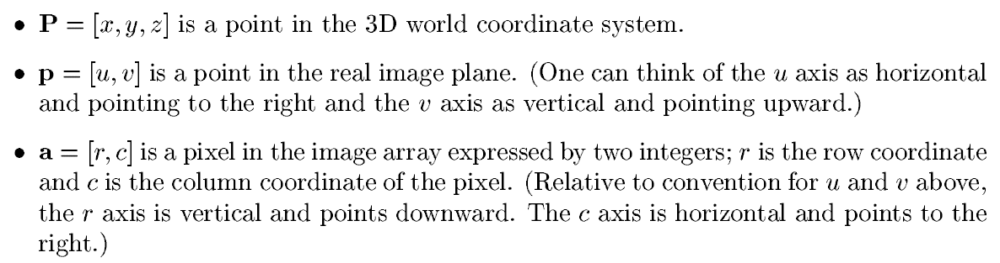 • P = [x, y, z] is a point in the 3D world coordinate system.
• p = [u, v] is a point in the real image plane. (One can think of the u axis as horizontal
and pointing to the right and the v axis as vertical and pointing upward.)
• a = [r, c] is a pixel in the image array expressed by two integers; r is the row coordinate
and c is the column coordinate of the pixel. (Relative to convention for u and v above,
the r axis is vertical and points downward. The c axis is horizontal and points to the
right.)